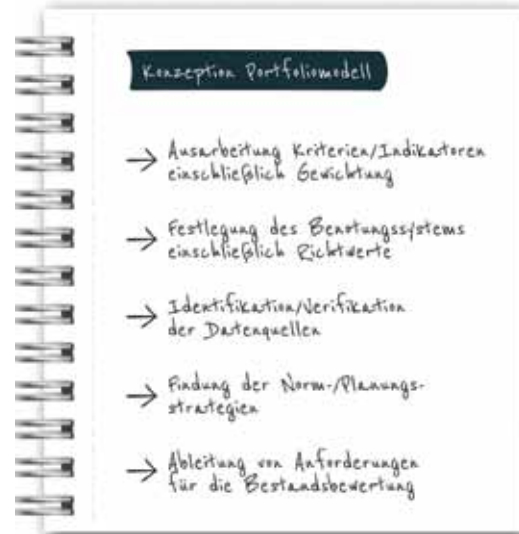 Konzeption Portfoliomodell
→ Ausarbeitung Kriterien/Indikatoren
einschließlich Gewichtung
→ Festlegung des Benotungssystems
einschließlich Richtwerte
→ Identifikation/Verifikation
der Datenquellen
→ Findung der Norm-/Planungs-
strategien
→ Ableitung von Anforderungen
für die Bestandsbewertung